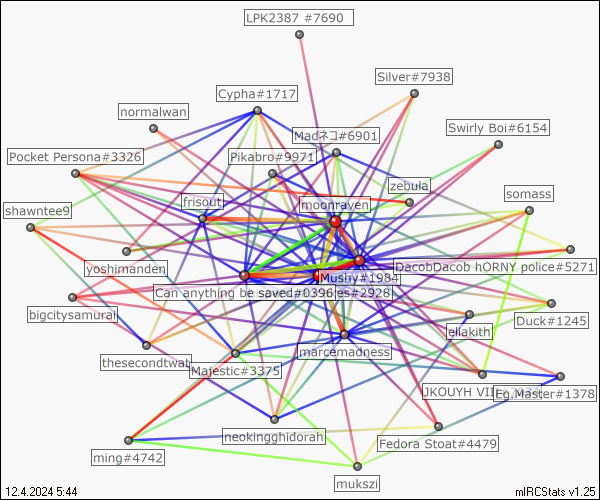 LPK2387 #7690
Silver#7938
Cypha#1717
normalwan
Swirly Boi#6154
Madネコ#6901
Pocket Persona#3326
Pikabro#9971
zebula
somass
frisout
moonraven
shawntee9
yoshimanden
DacobDacob hORNY police#5271
Mushy#1984
Can anything be saved#0396
es#2928
bigcitysamurai
Duck#1245
eliakith
marcemadness
thesecondtwat
Majestic#3375
JKOUYH VII
Eg.Master#1378
neokingghidorah
Fedora Stoat#4479
ming#4742
mukszi
12.4.2024 5:44
mIRCStats v1.25